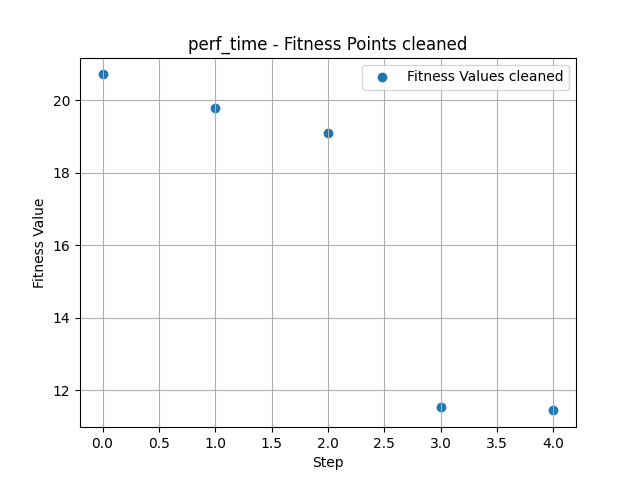 perf_time - Fitness Points cleaned
Fitness Values cleaned
Fitness Value
20
18
16
14
12
0.0 0.5 1.0 1.5 2.0 2.5 3.0 3.5 4.0
Step